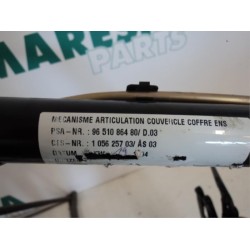 PARTS
MECANISME ARTICULATION COUVERCLE COFFRE ENS
PSA-NR. : 96 510 864 80/ D.03
CTS-NR. : 1 056 257 03/ AS 03
DATUM